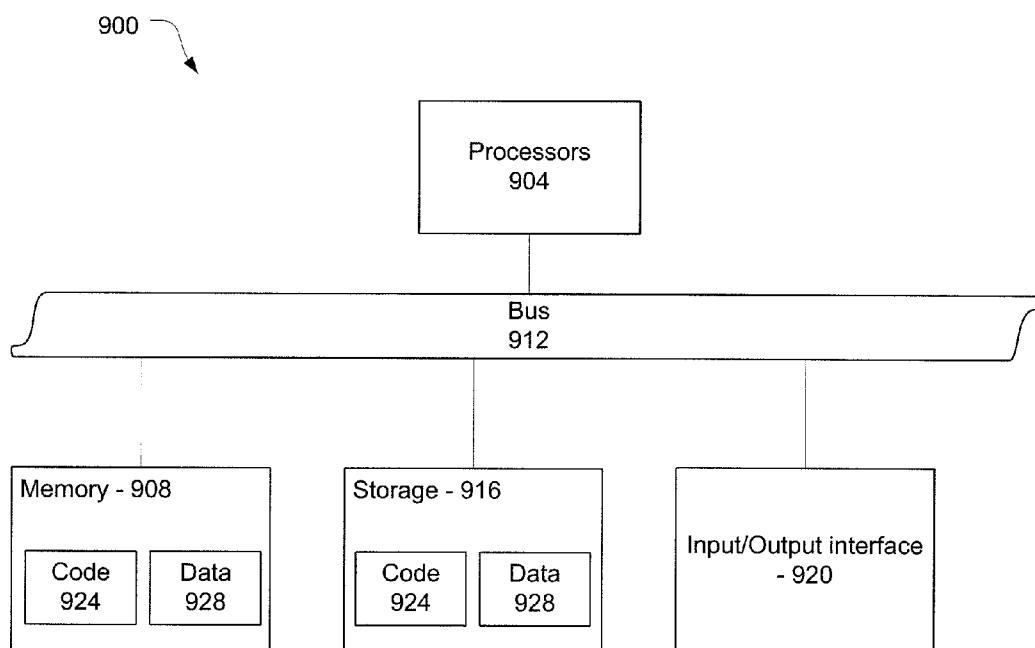 900
Processors
904
Bus
912
Memory - 908
Code
924
Data
928
Storage - 916
Code
924
Data
928
Input/Output interface
- 920